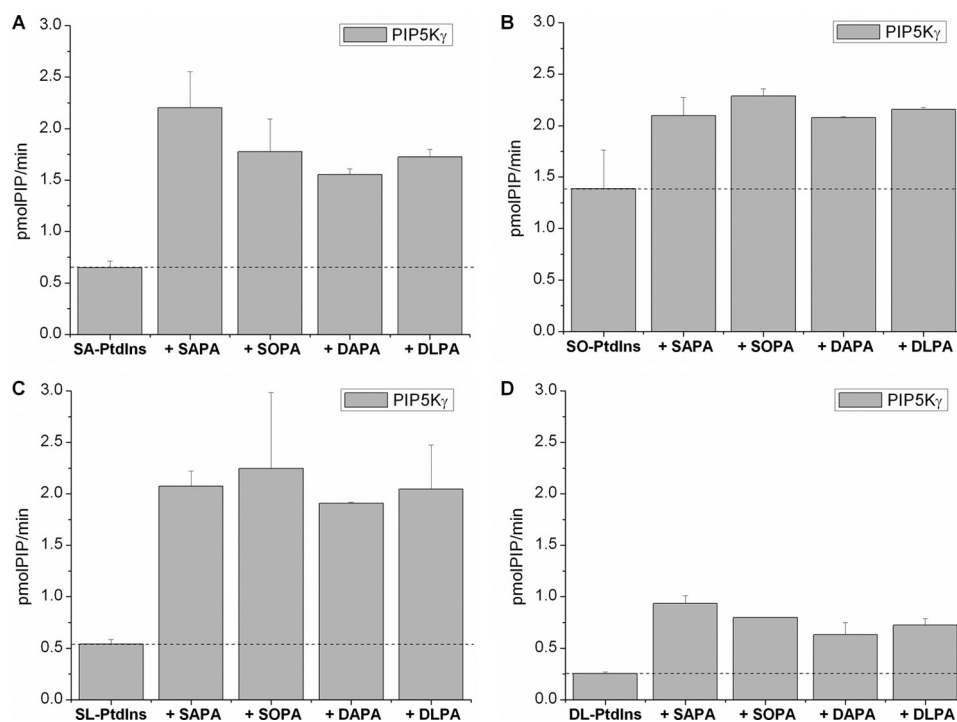 A
PIP5Kγ
pmolPIP/min
3.0
2.5
2.0
1.5
1.0
0.5
0.0
SA-PtdIns + SAPA + SOPA + DAPA + DLPA
B
PIP5Kγ
pmolPIP/min
3.0
2.5
2.0
1.5
1.0
0.5
0.0
SO-PtdIns + SAPA + SOPA + DAPA + DLPA
C
PIP5Kγ
pmolPIP/min
3.0
2.5
2.0
1.5
1.0
0.5
0.0
SL-PtdIns + SAPA + SOPA + DAPA + DLPA
D
PIP5Kγ
pmolPIP/min
3.0
2.5
2.0
1.5
1.0
0.5
0.0
DL-PtdIns + SAPA + SOPA + DAPA + DLPA